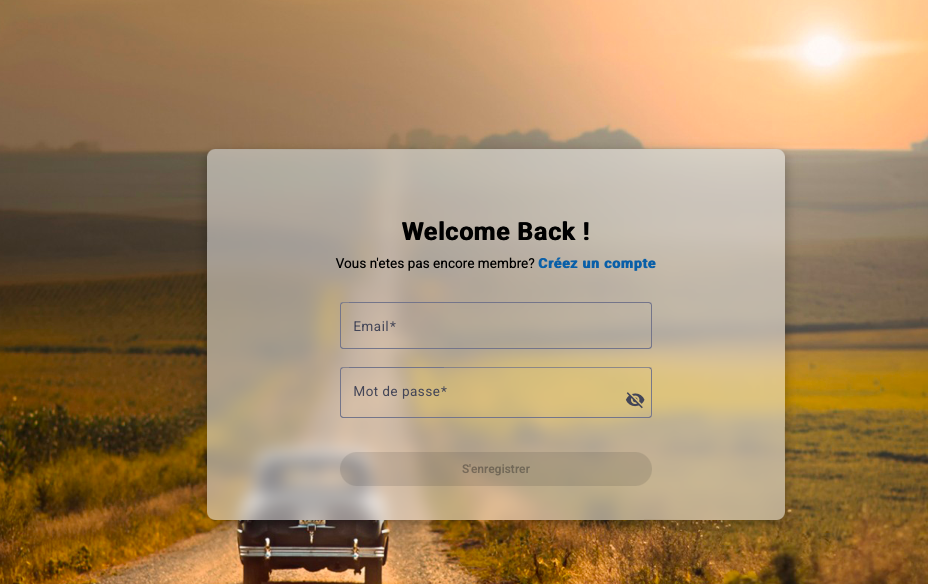 Welcome Back !
Vous n'etes pas encore membre? Créez un compte
Email*
Mot de passe*
S'enregistrer